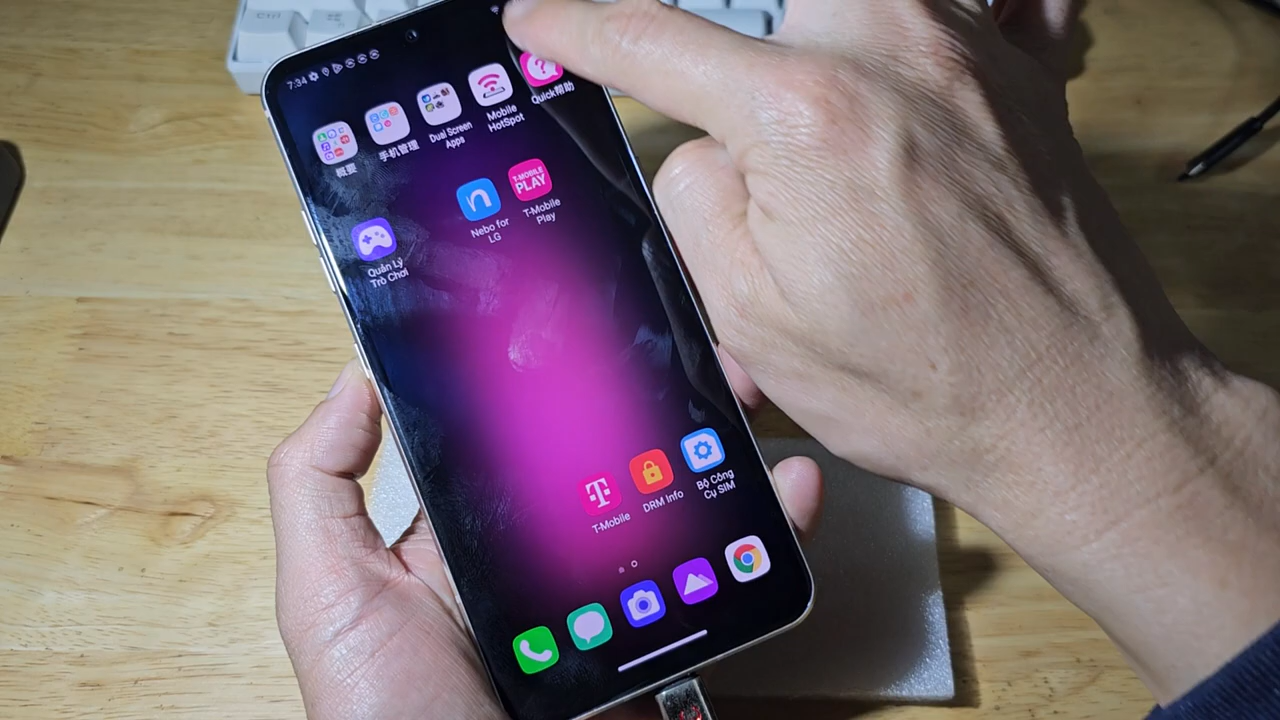 Ctrl
7:34
概要
手机管理
Dual Screen
Apps
Mobile
HotSpot
Quick帮助
Quản Lý
Trò Chơi
Nebo for
LG
T-MOBILE
PLAY
T-Mobile
Play
T
T-Mobile
DRM Info
Bộ Công
Cụ SIM